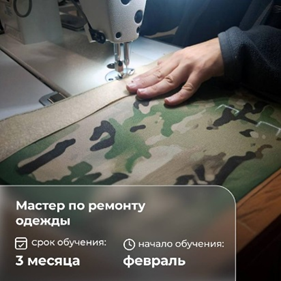 Мастер по ремонту
одежды
срок обучения:
3 месяца
начало обучения:
февраль